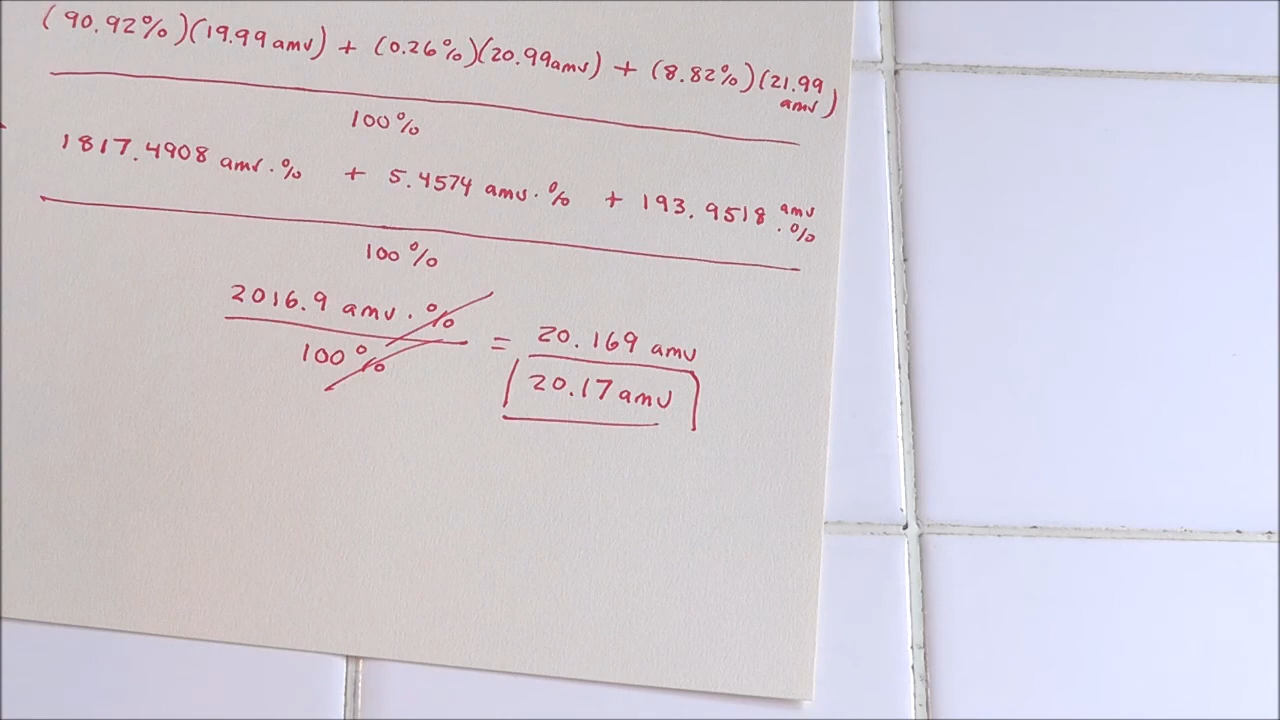 (90.92%)(19.99 amu) + (0.26%)(20.99 amu) + (8.82%)(21.99 amu)
100%
1817.4908 amu·% + 5.4574 amu·% + 193.9518 amu·%
100%
2016.9 amu·%
100%
= 20.169 amu
20.17 amu